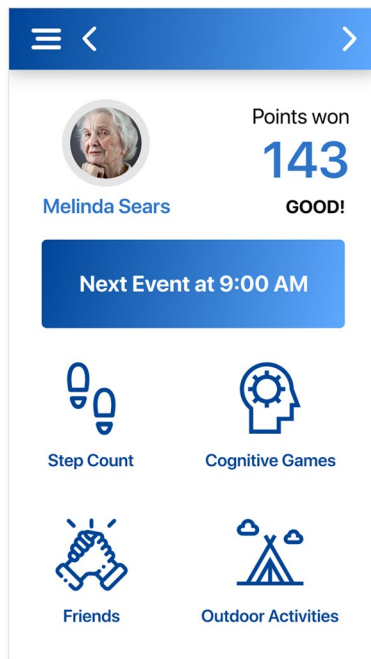 Points won
143
Melinda Sears
GOOD!
Next Event at 9:00 AM
Step Count
Cognitive Games
Friends
Outdoor Activities